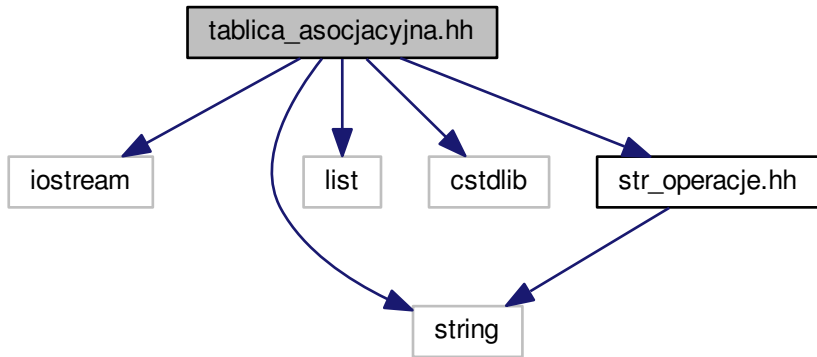 tablica_asocjacyjna.hh
iostream
list
cstdlib
str_operacje.hh
string